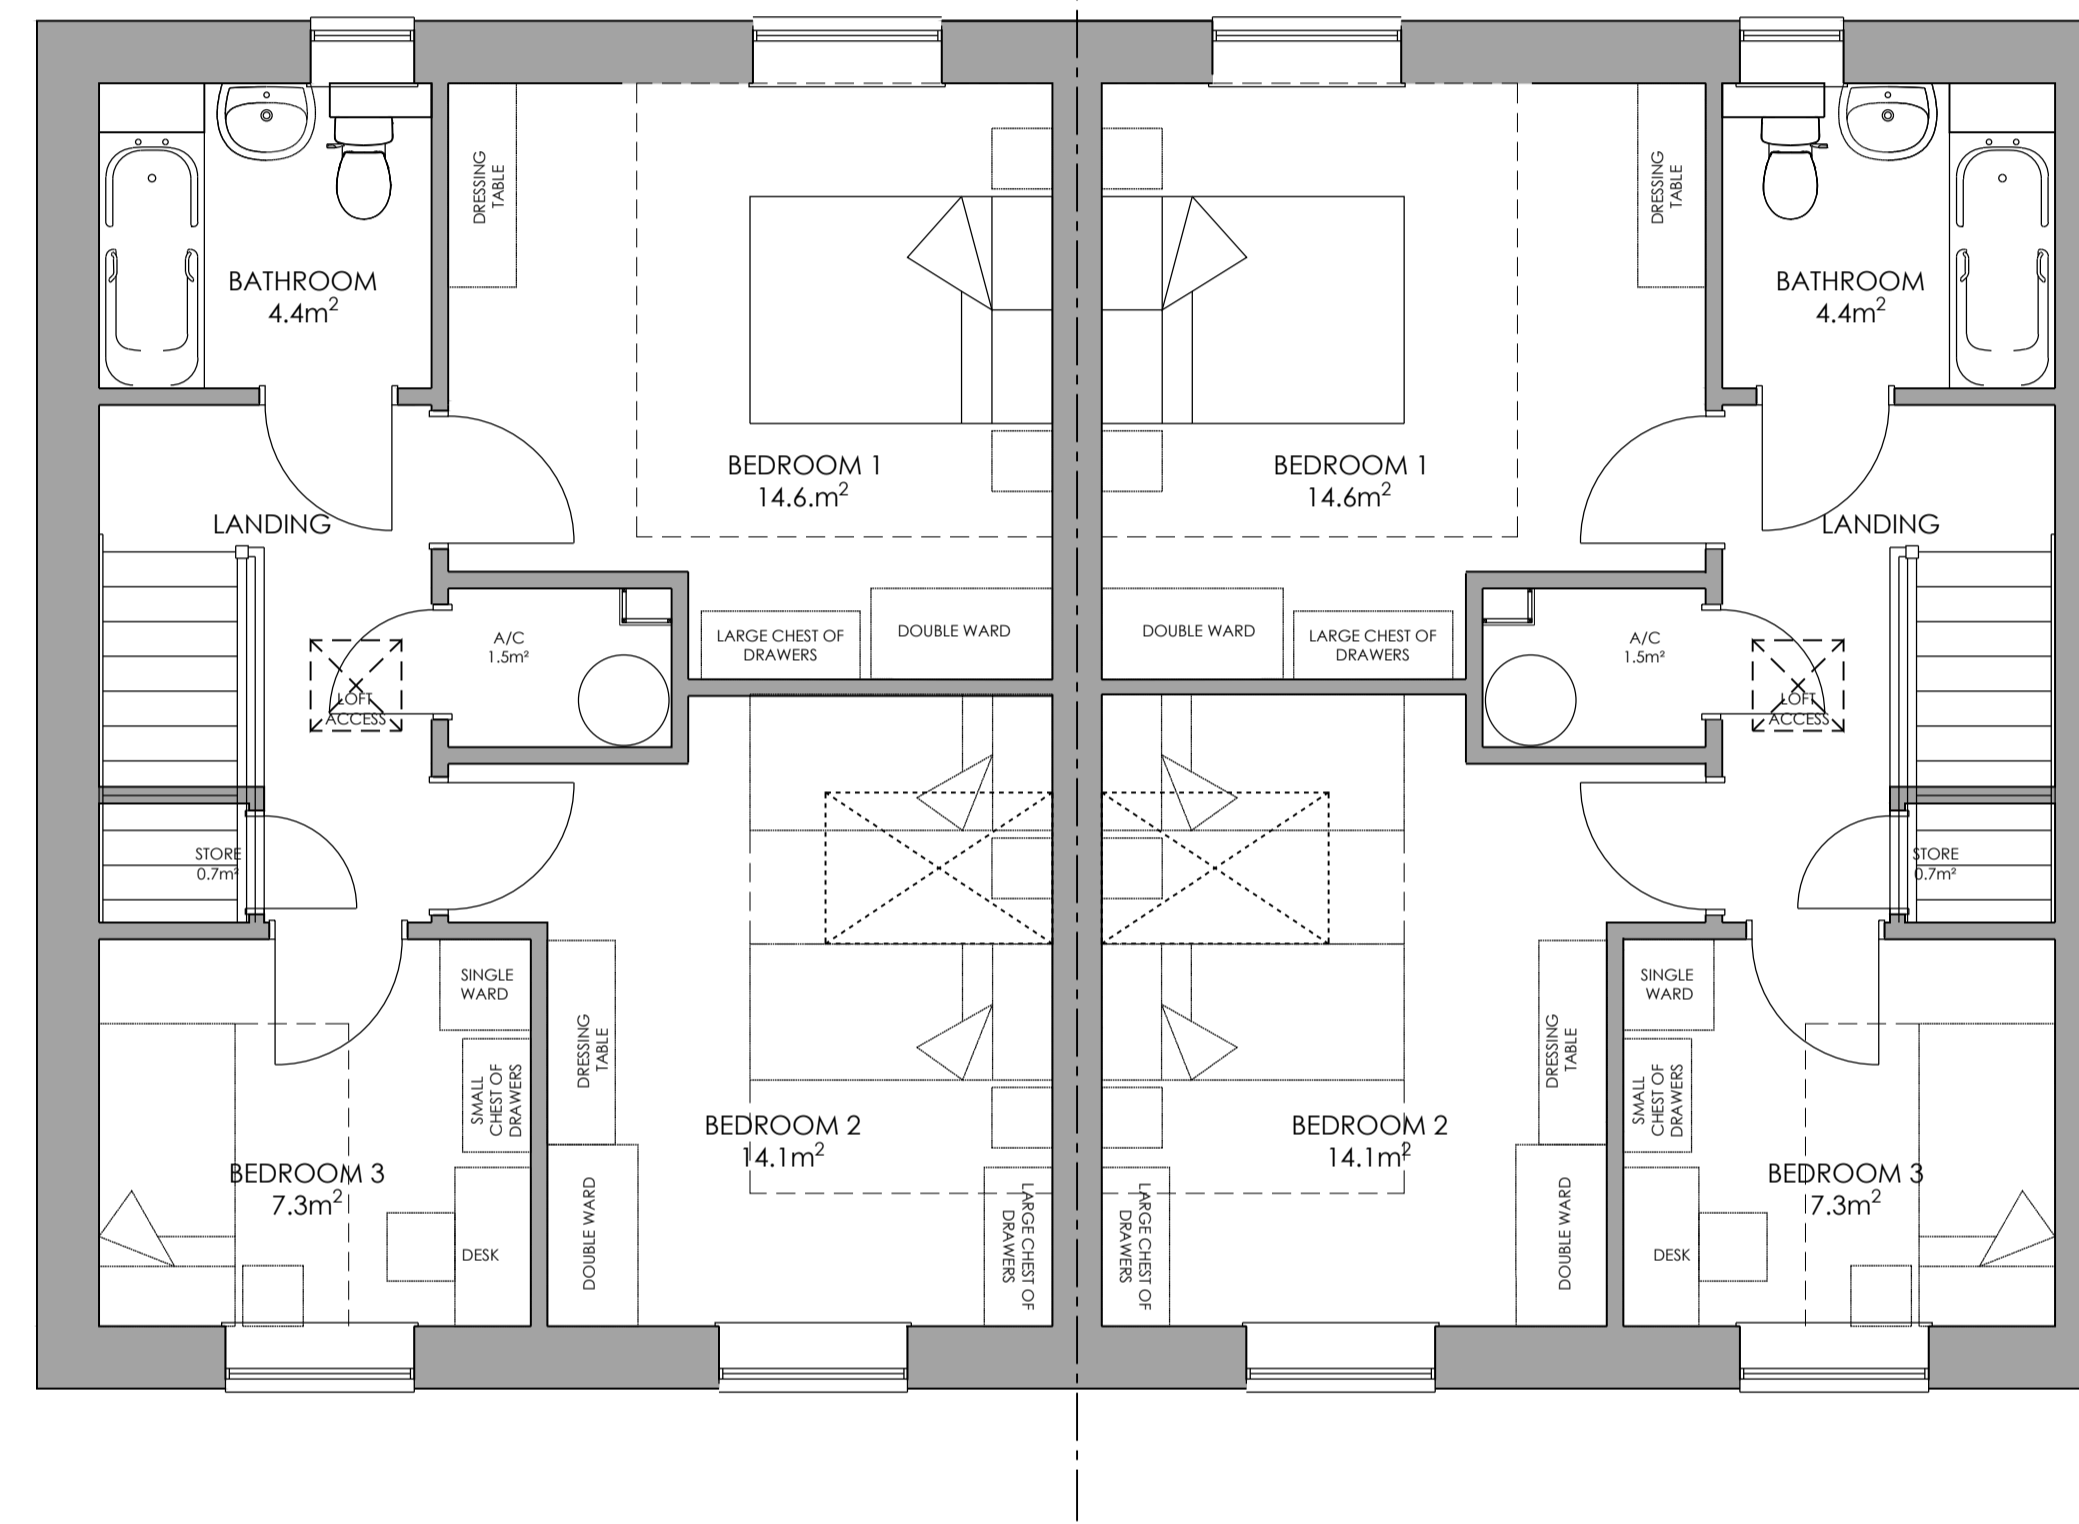 DRESSING
TABLE
DRESSING
TABLE
BATHROOM
4.4m²
BATHROOM
4.4m²
BEDROOM 1
14.6.m²
BEDROOM 1
14.6m²
LANDING
LANDING
A/C
1.5m²
LARGE CHEST OF
DRAWERS
DOUBLE WARD
DOUBLE WARD
LARGE CHEST OF
DRAWERS
A/C
1.5m²
LOFT
ACCESS
LOFT
ACCESS
STORE
0.7m²
STORE
0.7m²
SINGLE
WARD
SINGLE
WARD
DRESSING
TABLE
DRESSING
TABLE
SMALL
CHEST OF
DRAWERS
SMALL
CHEST OF
DRAWERS
BEDROOM 2
14.1m²
BEDROOM 2
14.1m²
BEDROOM 3
7.3m²
BEDROOM 3
7.3m²
DESK
DOUBLE WARD
LARGE CHEST OF
DRAWERS
LARGE CHEST OF
DRAWERS
DOUBLE WARD
DESK